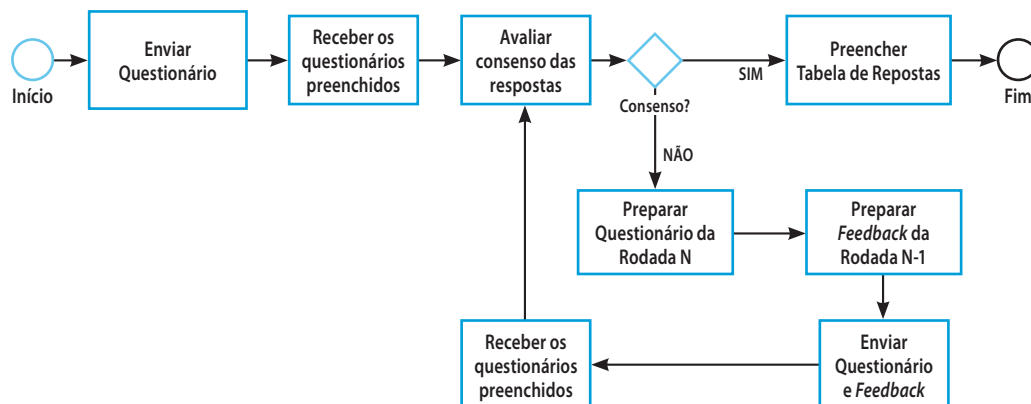 Início
Enviar
Questionário
Receber os
questionários
preenchidos
Avaliar
consenso das
respostas
Consenso?
SIM
Preencher
Tabela de Repostas
Fim
NÃO
Preparar
Questionário da
Rodada N
Preparar
Feedback da
Rodada N-1
Enviar
Questionário
e Feedback
Receber os
questionários
preenchidos